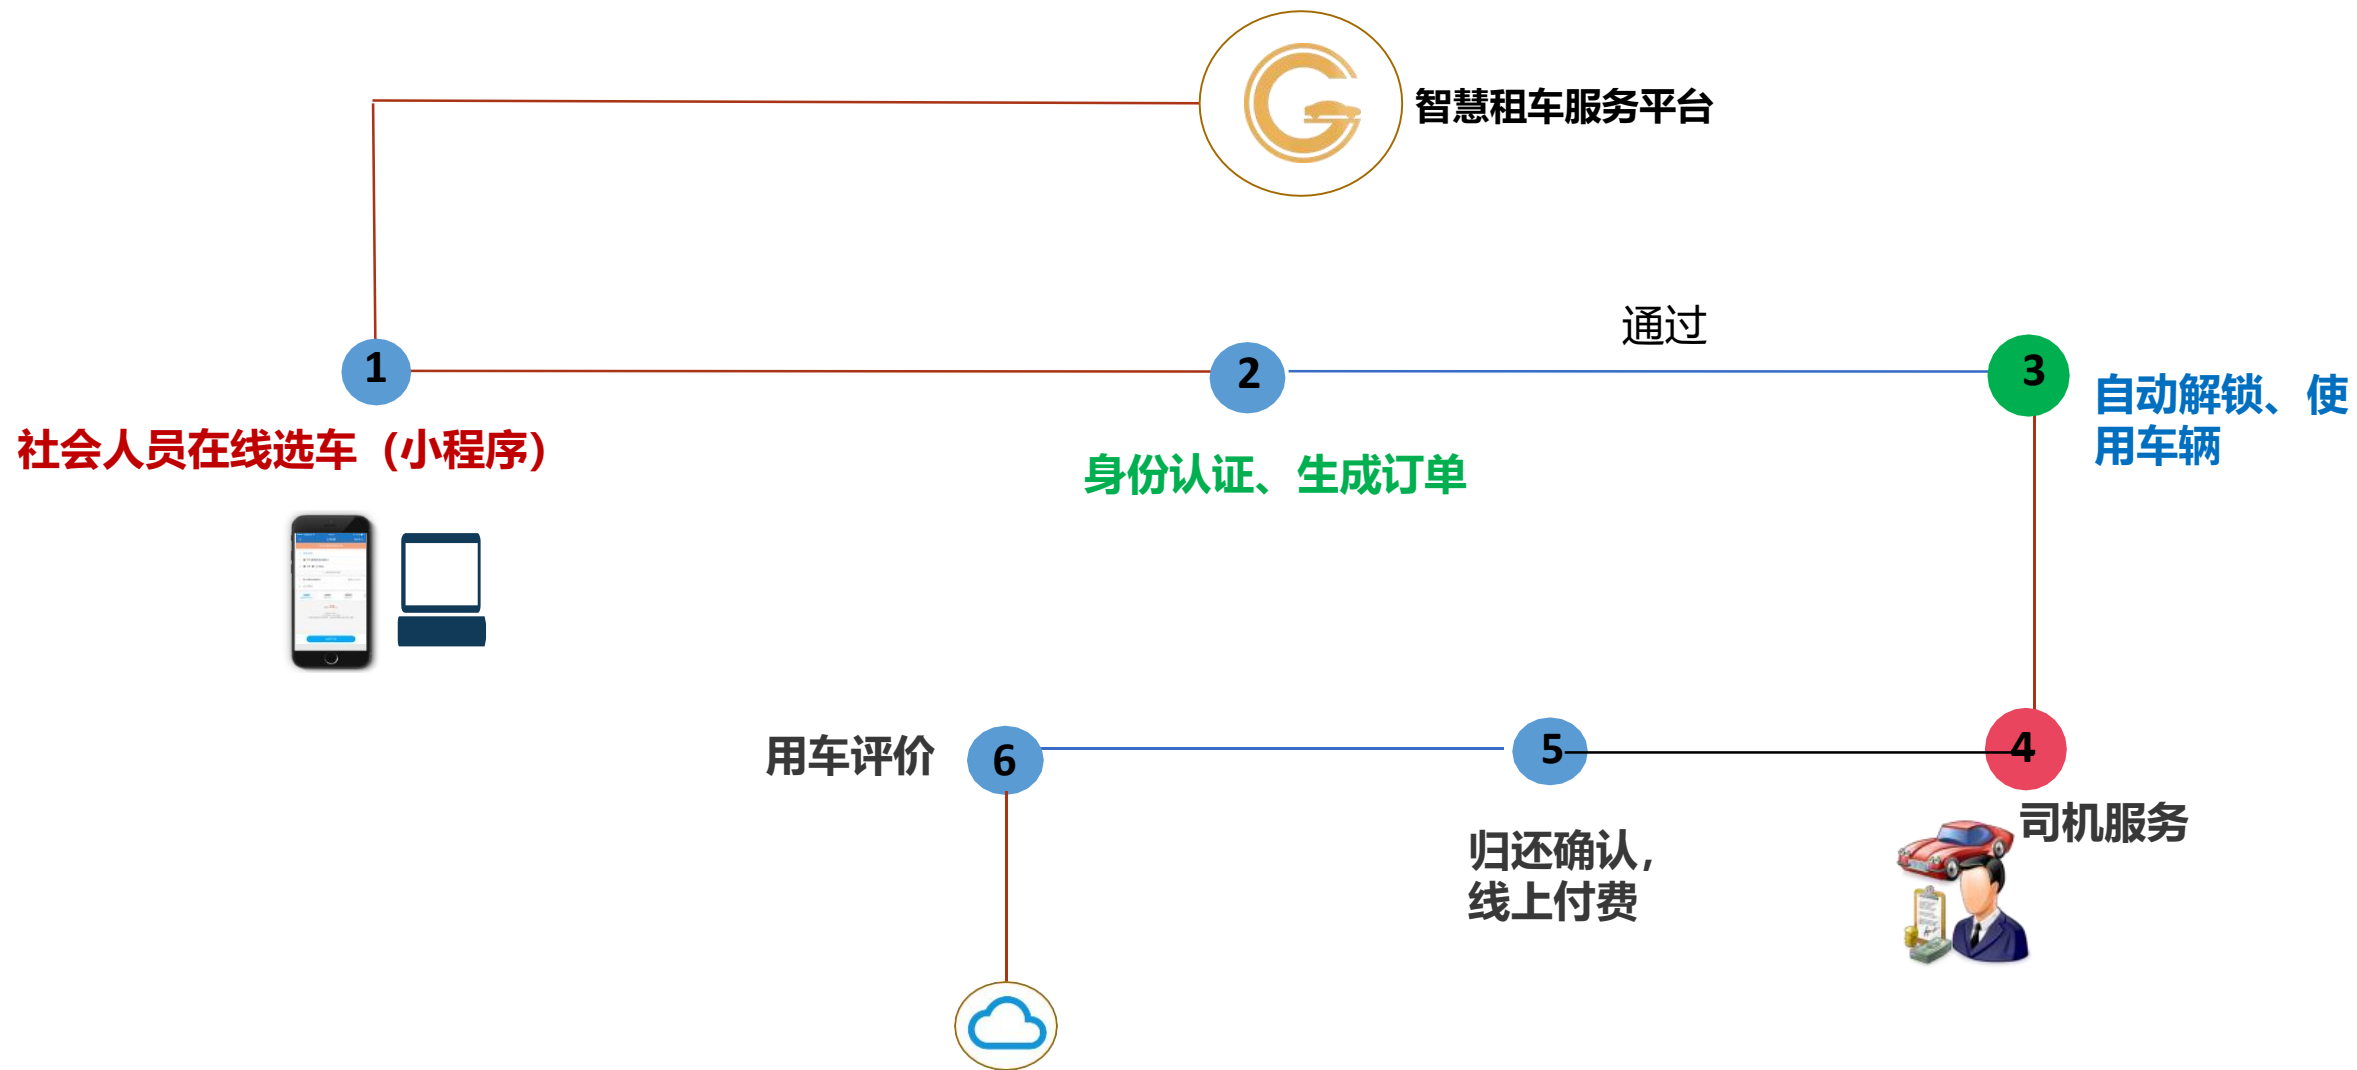 智慧租车服务平台
通过
1
2
3
自动解锁、使
用车辆
社会人员在线选车（小程序）
身份认证、生成订单
用车评价
6
5
4
司机服务
归还确认，
线上付费